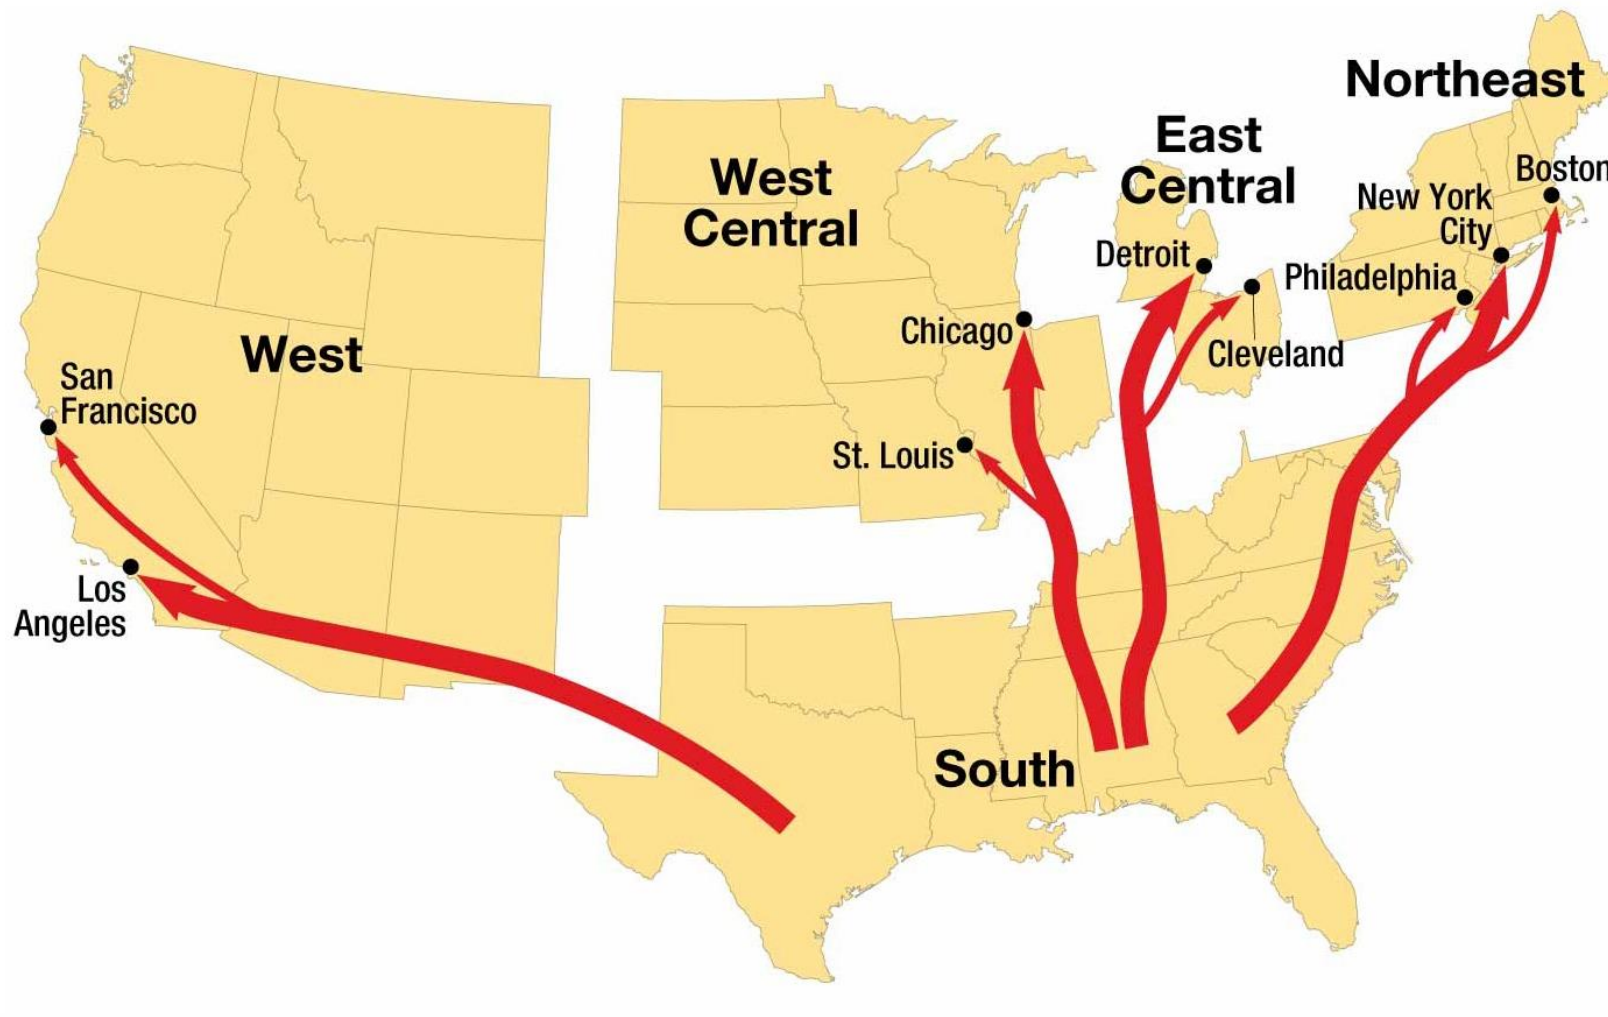 Northeast
East
Central
West
Central
Boston
New York
City
Detroit
Philadelphia
Chicago
Cleveland
West
San
Francisco
St. Louis
Los
Angeles
South